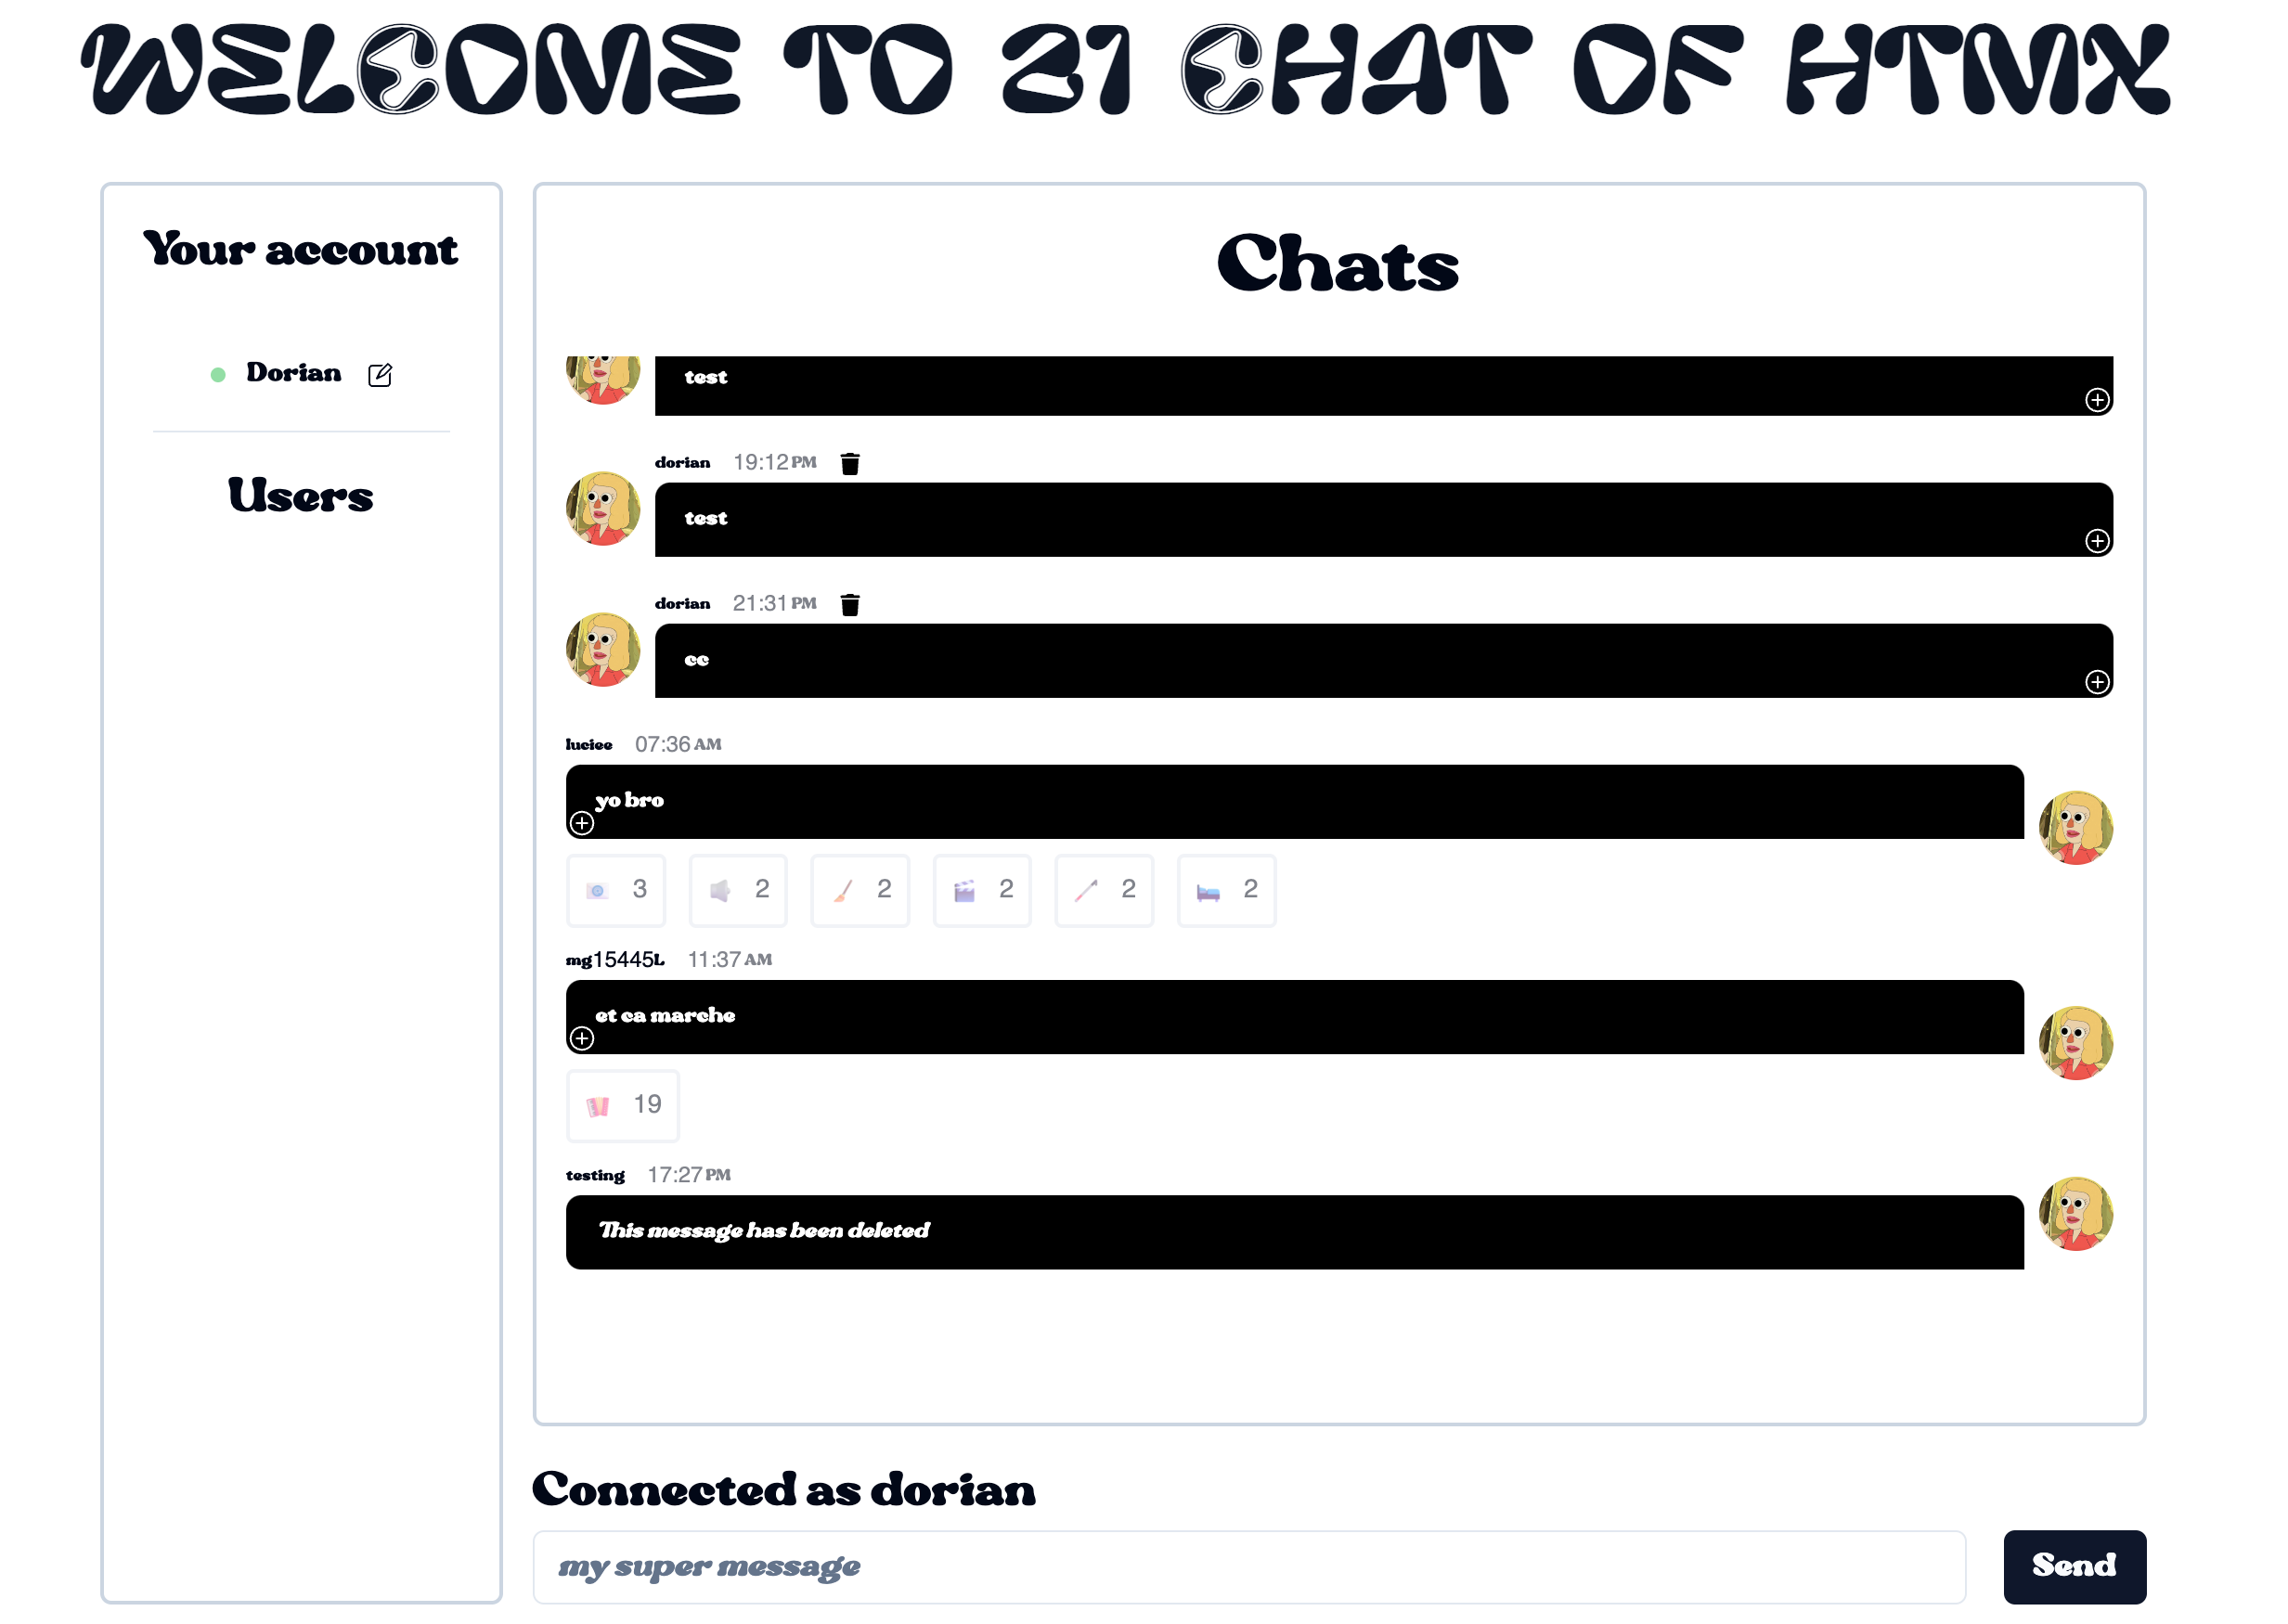 WELCOME TO 21 CHAT OF HTMX
Your account
Dorian
Users
Chats
test
dorian 19:12 PM
test
dorian 21:31 PM
cc
luciee 07:36 AM
yo bro
3 2 2 2 2 2
mg15445L 11:37 AM
et ca marche
19
testing 17:27 PM
This message has been deleted
Connected as dorian
my super message
Send